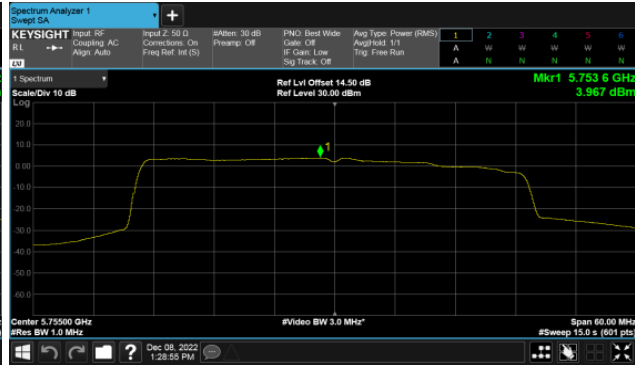 Spectrum Analyzer 1
Swept SA
+
KEYSIGHT
RL
LXI
Input: RF
Coupling: AC
Align: Auto
Input Z: 50 Ω
Corrections: On
Freq Ref: Int (S)
#Atten: 30 dB
Preamp: Off
PNO: Best Wide
Gate: Off
IF Gain: Low
Sig Track: Off
Avg Type: Power (RMS)
Avg|Hold: 1/1
Trig: Free Run
1 2 3 4 5 6
A W W W W W
A N N N N N
1 Spectrum
Scale/Div 10 dB
Ref Lvl Offset 14.50 dB
Ref Level 30.00 dBm
Mkr1 5.753 6 GHz
3.967 dBm
Log
20.0
10.0
0.00
-10.0
-20.0
-30.0
-40.0
-50.0
-60.0
1
Center 5.75500 GHz
#Res BW 1.0 MHz
#Video BW 3.0 MHz*
Span 60.00 MHz
#Sweep 15.0 s (601 pts)
?
Dec 08, 2022
1:28:55 PM